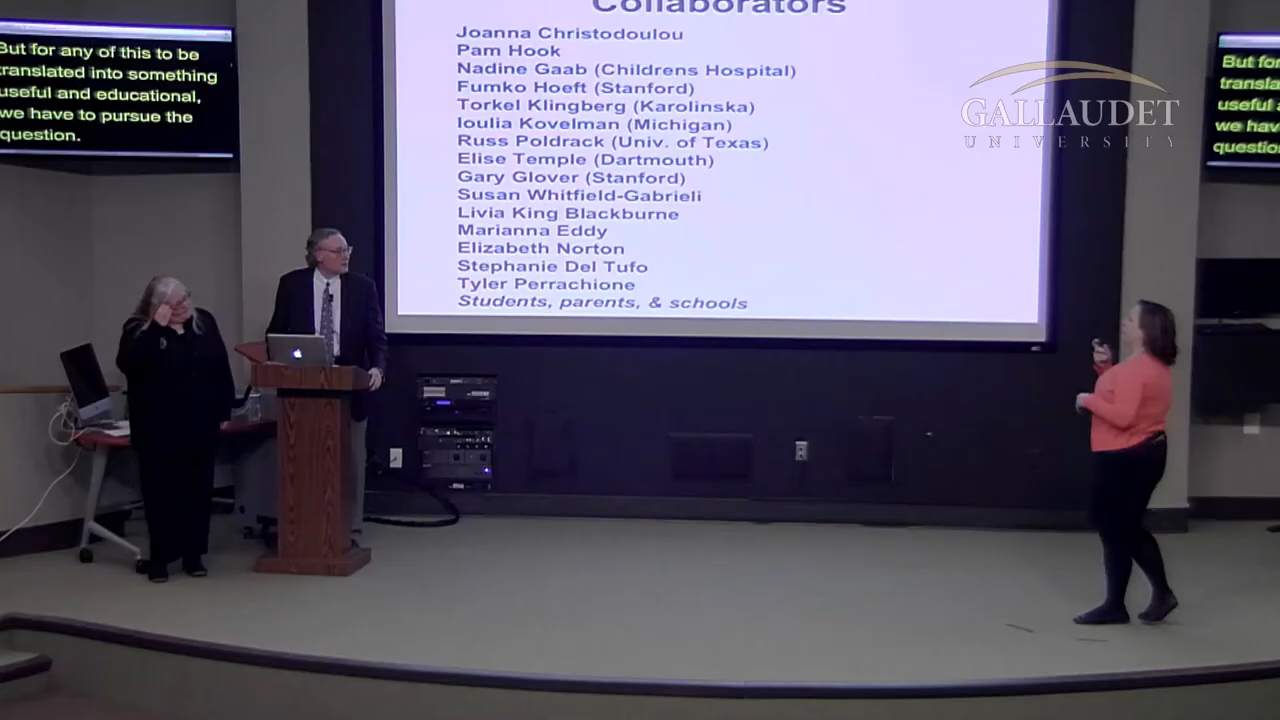 But for any of this to be
translated into something
useful and educational,
we have to pursue the
question.
Collaborators
Joanna Christodoulou
Pam Hook
Nadine Gaab (Childrens Hospital)
Fumko Hoeft (Stanford)
Torkel Klingberg (Karolinska)
Ioulia Kovelman (Michigan)
Russ Poldrack (Univ. of Texas)
Elise Temple (Dartmouth)
Gary Glover (Stanford)
Susan Whitfield-Gabrieli
Livia King Blackburne
Marianna Eddy
Elizabeth Norton
Stephanie Del Tufo
Tyler Perrachione
Students, parents, & schools
GALLAUDET
UNIVERSITY
But for
transla
useful a
we have
questio